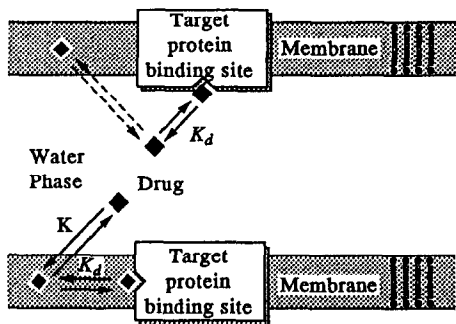 Target
protein
binding site
Membrane
K_d
Water
Phase
Drug
K
K_d
Target
protein
binding site
Membrane